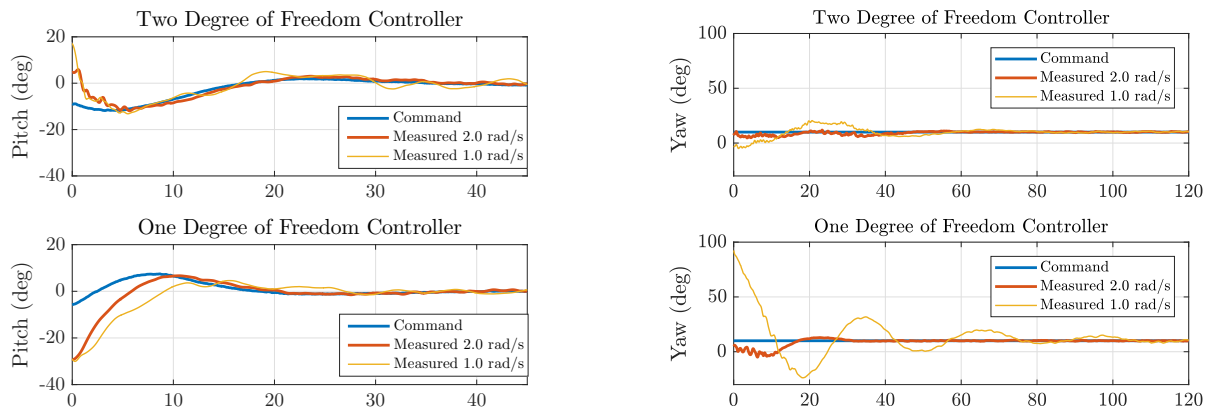 Two Degree of Freedom Controller
20
0
-20
-40
Pitch (deg)
Command
Measured 2.0 rad/s
Measured 1.0 rad/s
0 10 20 30 40
Two Degree of Freedom Controller
100
50
0
Yaw (deg)
Command
Measured 2.0 rad/s
Measured 1.0 rad/s
0 20 40 60 80 100 120
One Degree of Freedom Controller
20
0
-20
-40
Pitch (deg)
Command
Measured 2.0 rad/s
Measured 1.0 rad/s
0 10 20 30 40
One Degree of Freedom Controller
100
50
0
Yaw (deg)
Command
Measured 2.0 rad/s
Measured 1.0 rad/s
0 20 40 60 80 100 120